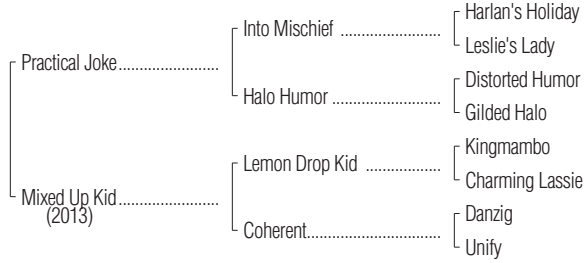 Harlan's Holiday
Into Mischief
Leslie's Lady
Practical Joke
Distorted Humor
Halo Humor
Gilded Halo
Kingmambo
Lemon Drop Kid
Charming Lassie
Mixed Up Kid
(2013)
Danzig
Coherent
Unify